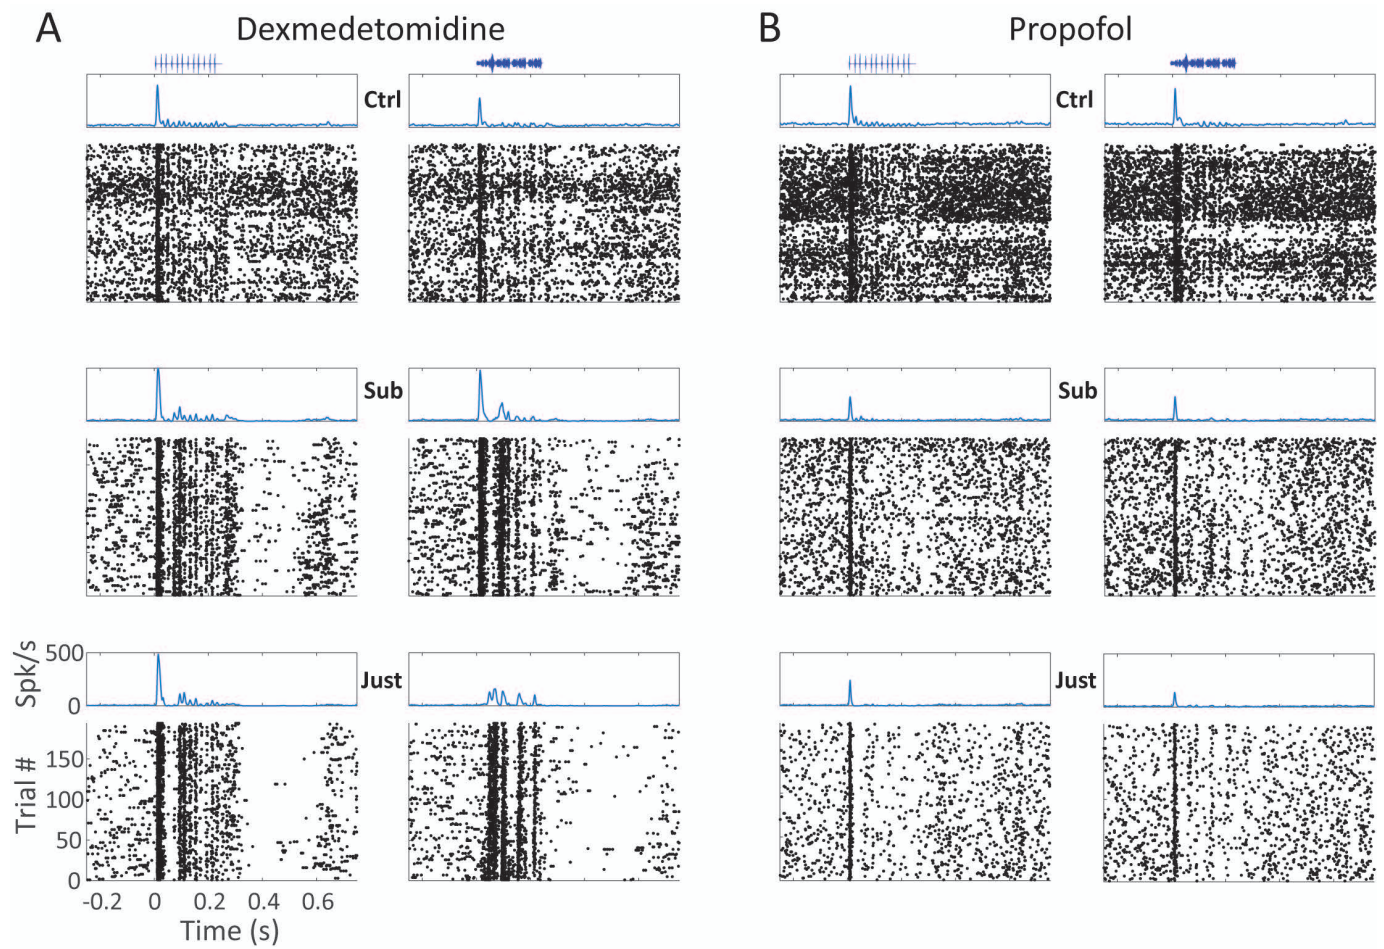 A
Dexmedetomidine
B
Propofol
Ctrl
Ctrl
Sub
Sub
500
0
Spk/s
Just
Just
150
100
50
0
Trial #
-0.2 0 0.2 0.4 0.6
Time (s)